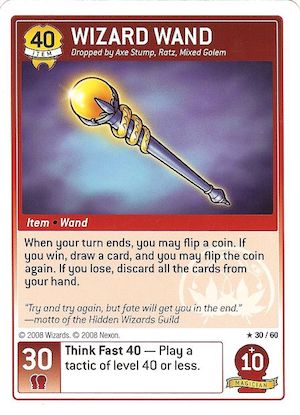 40
ITEM
WIZARD WAND
Dropped by Axe Stump, Ratz, Mixed Golem
Item • Wand
When your turn ends, you may flip a coin. If
you win, draw a card, and you may flip the coin
again. If you lose, discard all the cards from
your hand.
"Try and try again, but fate will get you in the end."
—motto of the Hidden Wizards Guild
© 2008 Wizards. © 2008 Nexon.
★ 30 / 60
30
Think Fast 40 — Play a
tactic of level 40 or less.
10
MAGICIAN